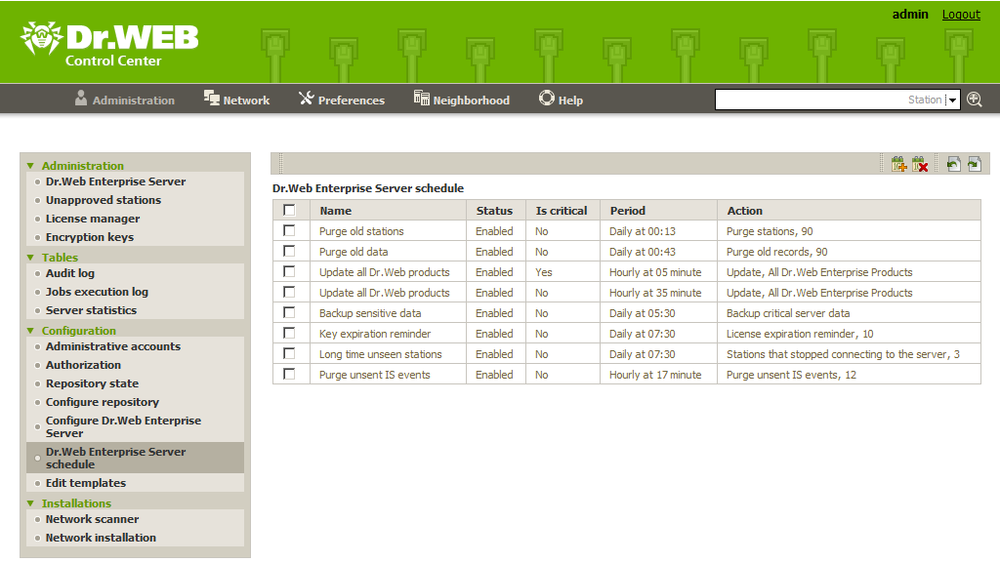 admin Logout
Dr.WEB
Control Center
Administration Network Preferences Neighborhood Help Station
Administration
Dr.Web Enterprise Server
Unapproved stations
License manager
Encryption keys
Tables
Audit log
Jobs execution log
Server statistics
Configuration
Administrative accounts
Authorization
Repository state
Configure repository
Configure Dr.Web Enterprise
Server
Dr.Web Enterprise Server
schedule
Edit templates
Installations
Network scanner
Network installation
Dr.Web Enterprise Server schedule
Name Status Is critical Period Action
Purge old stations Enabled No Daily at 00:13 Purge stations, 90
Purge old data Enabled No Daily at 00:43 Purge old records, 90
Update all Dr.Web products Enabled Yes Hourly at 05 minute Update, All Dr.Web Enterprise Products
Update all Dr.Web products Enabled No Hourly at 35 minute Update, All Dr.Web Enterprise Products
Backup sensitive data Enabled No Daily at 05:30 Backup critical server data
Key expiration reminder Enabled No Daily at 07:30 License expiration reminder, 10
Long time unseen stations Enabled No Daily at 07:30 Stations that stopped connecting to the server, 3
Purge unsent IS events Enabled No Hourly at 17 minute Purge unsent IS events, 12